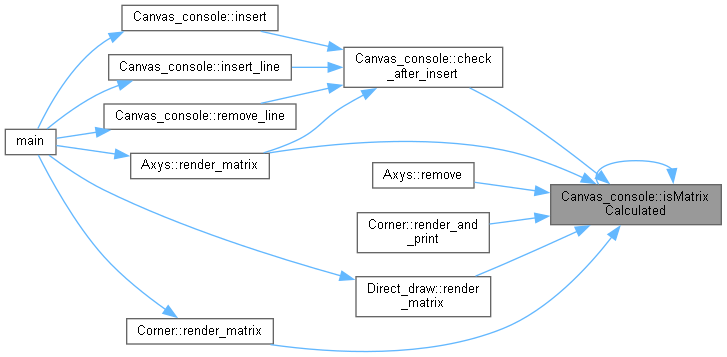 Canvas_console::insert
Canvas_console::insert_line
Canvas_console::remove_line
Axys::render_matrix
main
Canvas_console::check
_after_insert
Axys::remove
Corner::render_and
_print
Direct_draw::render
_matrix
Corner::render_matrix
Canvas_console::isMatrix
Calculated